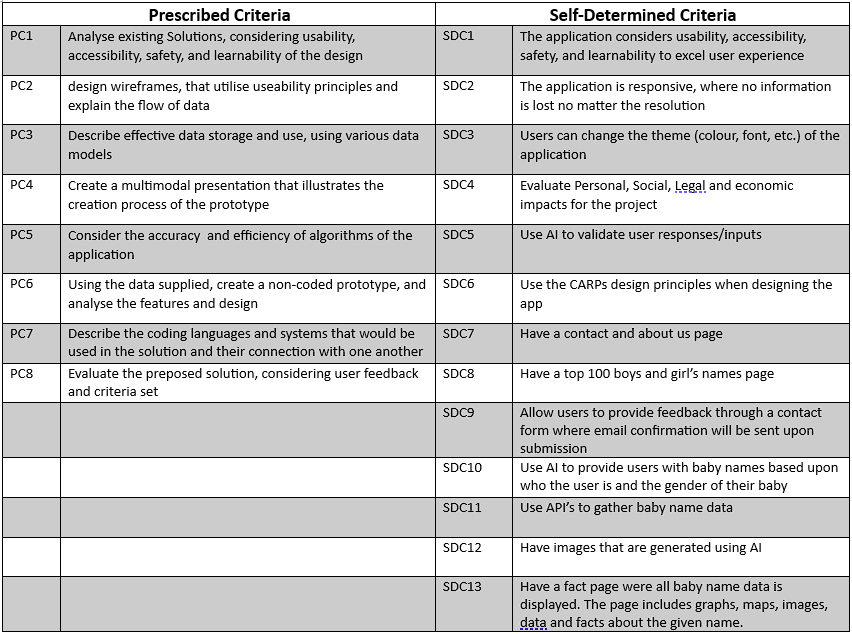 Prescribed Criteria
Self-Determined Criteria
PC1
Analyse existing Solutions, considering usability,
accessibility, safety, and learnability of the design
SDC1
The application considers usability, accessibility,
safety, and learnability to excel user experience
PC2
design wireframes, that utilise useability principles and
explain the flow of data
SDC2
The application is responsive, where no information
is lost no matter the resolution
PC3
Describe effective data storage and use, using various data
models
SDC3
Users can change the theme (colour, font, etc.) of the
application
PC4
Create a multimodal presentation that illustrates the
creation process of the prototype
SDC4
Evaluate Personal, Social, Legal and economic
impacts for the project
PC5
Consider the accuracy  and efficiency of algorithms of the
application
SDC5
Use AI to validate user responses/inputs
PC6
Using the data supplied, create a non-coded prototype, and
analyse the features and design
SDC6
Use the CARPs design principles when designing the
app
PC7
Describe the coding languages and systems that would be
used in the solution and their connection with one another
SDC7
Have a contact and about us page
PC8
Evaluate the preposed solution, considering user feedback
and criteria set
SDC8
Have a top 100 boys and girl's names page
SDC9
Allow users to provide feedback through a contact
form where email confirmation will be sent upon
submission
SDC10
Use AI to provide users with baby names based upon
who the user is and the gender of their baby
SDC11
Use API's to gather baby name data
SDC12
Have images that are generated using AI
SDC13
Have a fact page were all baby name data is
displayed. The page includes graphs, maps, images,
data and facts about the given name.